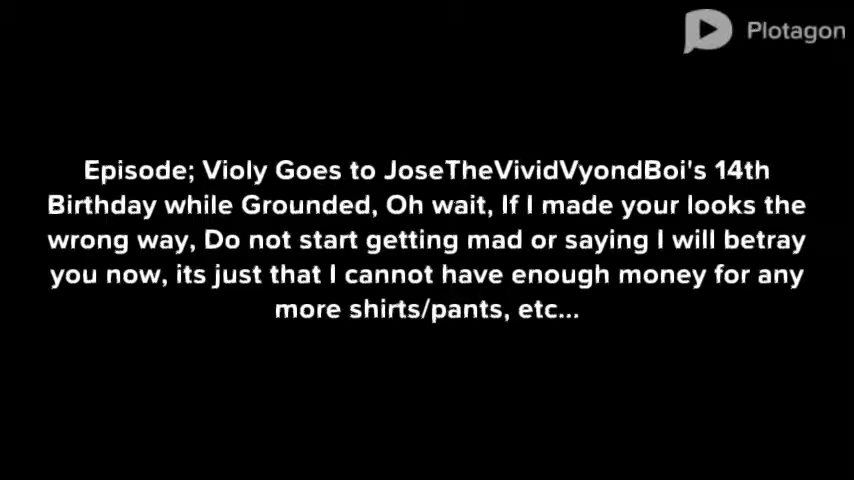 Plotagon
Episode; Violy Goes to JoseTheVividVyondBoi's 14th
Birthday while Grounded, Oh wait, If I made your looks the
wrong way, Do not start getting mad or saying I will betray
you now, its just that I cannot have enough money for any
more shirts/pants, etc...